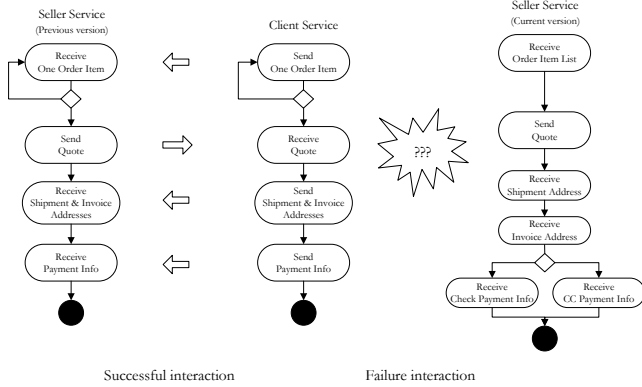 Seller Service
(Previous version)
Receive
One Order Item
Send
Quote
Receive
Shipment & Invoice
Addresses
Receive
Payment Info
Client Service
Send
One Order Item
Receive
Quote
Send
Shipment & Invoice
Addresses
Send
Payment Info
???
Seller Service
(Current version)
Receive
Order Item List
Send
Quote
Receive
Shipment Address
Receive
Invoice Address
Receive
Check Payment Info
Receive
CC Payment Info
Successful interaction
Failure interaction